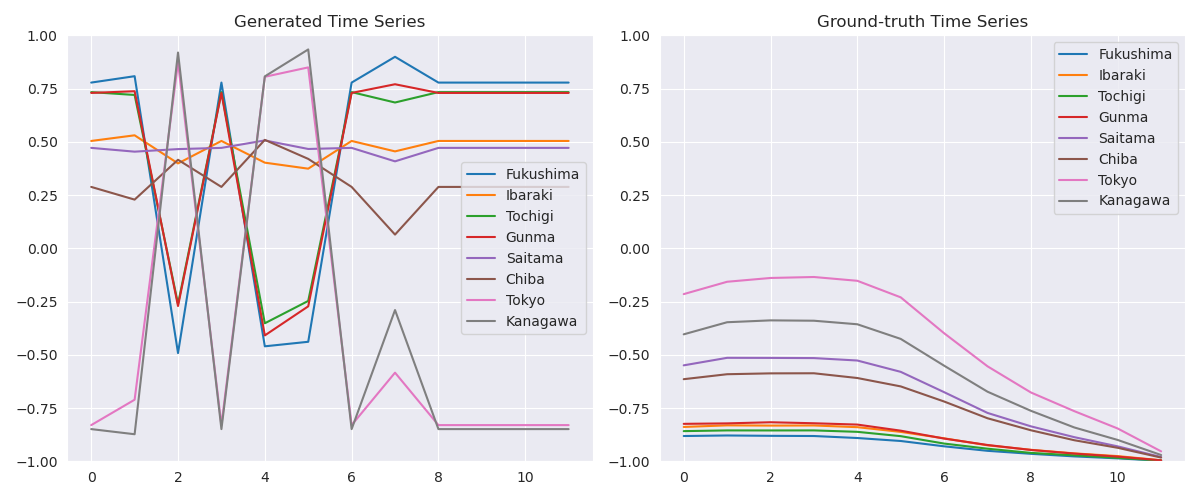 Generated Time Series
1.00
0.75
0.50
0.25
0.00
−0.25
−0.50
−0.75
−1.00
0 2 4 6 8 10
Fukushima
Ibaraki
Tochigi
Gunma
Saitama
Chiba
Tokyo
Kanagawa
Ground-truth Time Series
1.00
0.75
0.50
0.25
0.00
−0.25
−0.50
−0.75
−1.00
0 2 4 6 8 10
Fukushima
Ibaraki
Tochigi
Gunma
Saitama
Chiba
Tokyo
Kanagawa